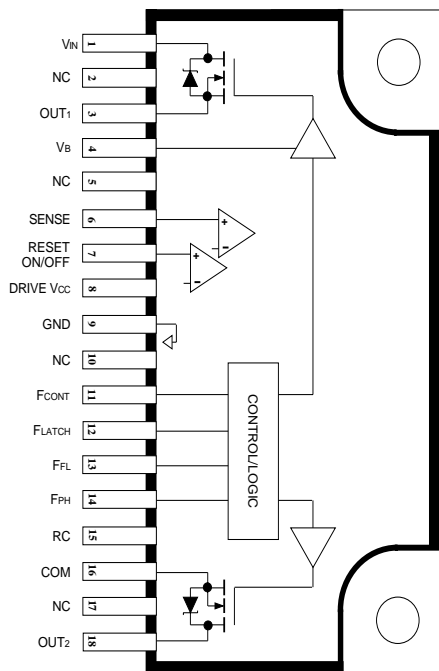 VIN 1
NC 2
OUT1 3
VB 4
NC 5
SENSE 6
RESET
ON/OFF 7
DRIVE VCC 8
GND 9
NC 10
FCONT 11
FLATCH 12
FFL 13
FPH 14
RC 15
COM 16
NC 17
OUT2 18
+
-
+
-
CONTROL/LOGIC